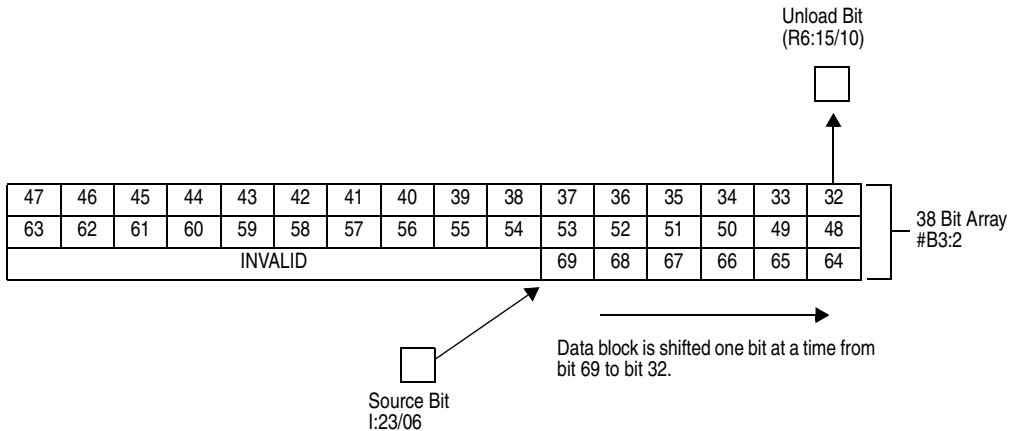 Unload Bit
(R6:15/10)
47 46 45 44 43 42 41 40 39 38 37 36 35 34 33 32
63 62 61 60 59 58 57 56 55 54 53 52 51 50 49 48
INVALID 69 68 67 66 65 64
38 Bit Array
#B3:2
Data block is shifted one bit at a time from
bit 69 to bit 32.
Source Bit
I:23/06